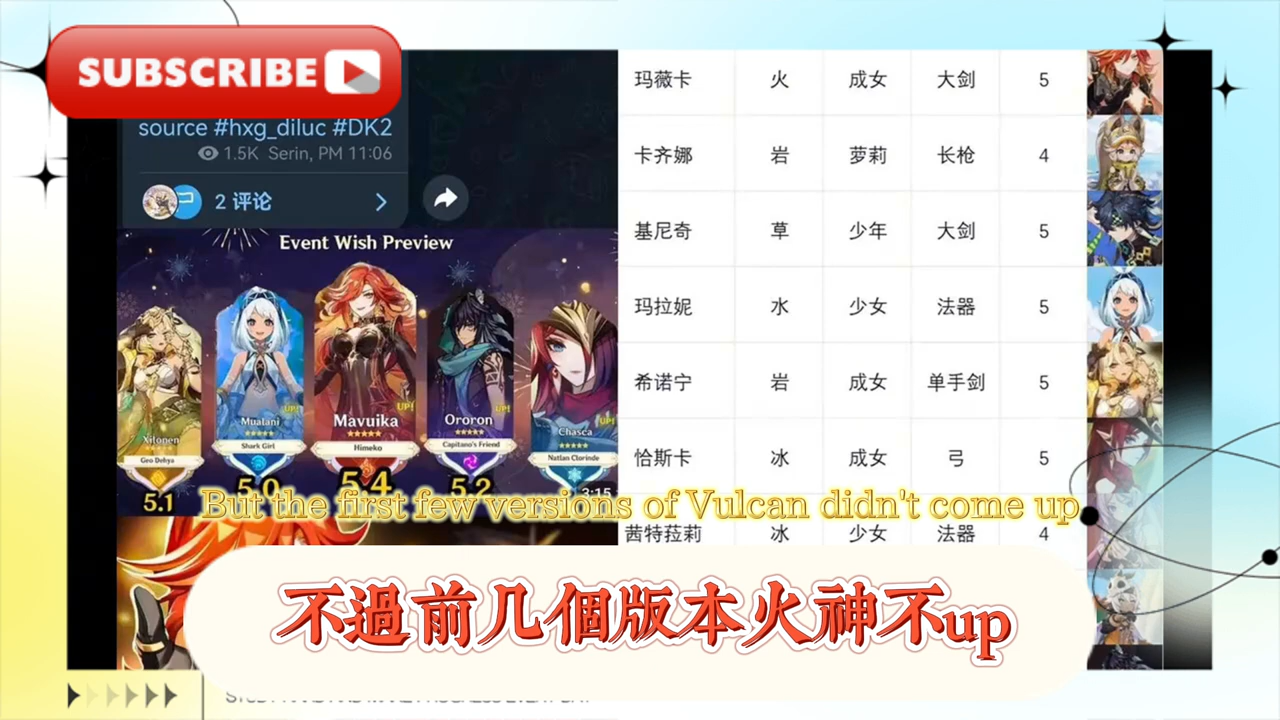 SUBSCRIBE
source #hxg_diluc #DK2
1.5K Serin, PM 11:06
2 评论
Event Wish Preview
Xilonen
Geo Dehya
5.1
Mualani
UP!
Shark Girl
5.0
Mavuika
UP!
Himeko
5.4
Ororon
UP!
Capitano's Friend
5.2
Chasca
UP!
Natlan Clorinde
3:15
玛薇卡 火 成女 大剑 5
卡齐娜 岩 萝莉 长枪 4
基尼奇 草 少年 大剑 5
玛拉妮 水 少女 法器 5
希诺宁 岩 成女 单手剑 5
恰斯卡 冰 成女 弓 5
茜特菈莉 冰 少女 法器 4
But the first few versions of Vulcan didn't come up
不過前几個版本火神不up